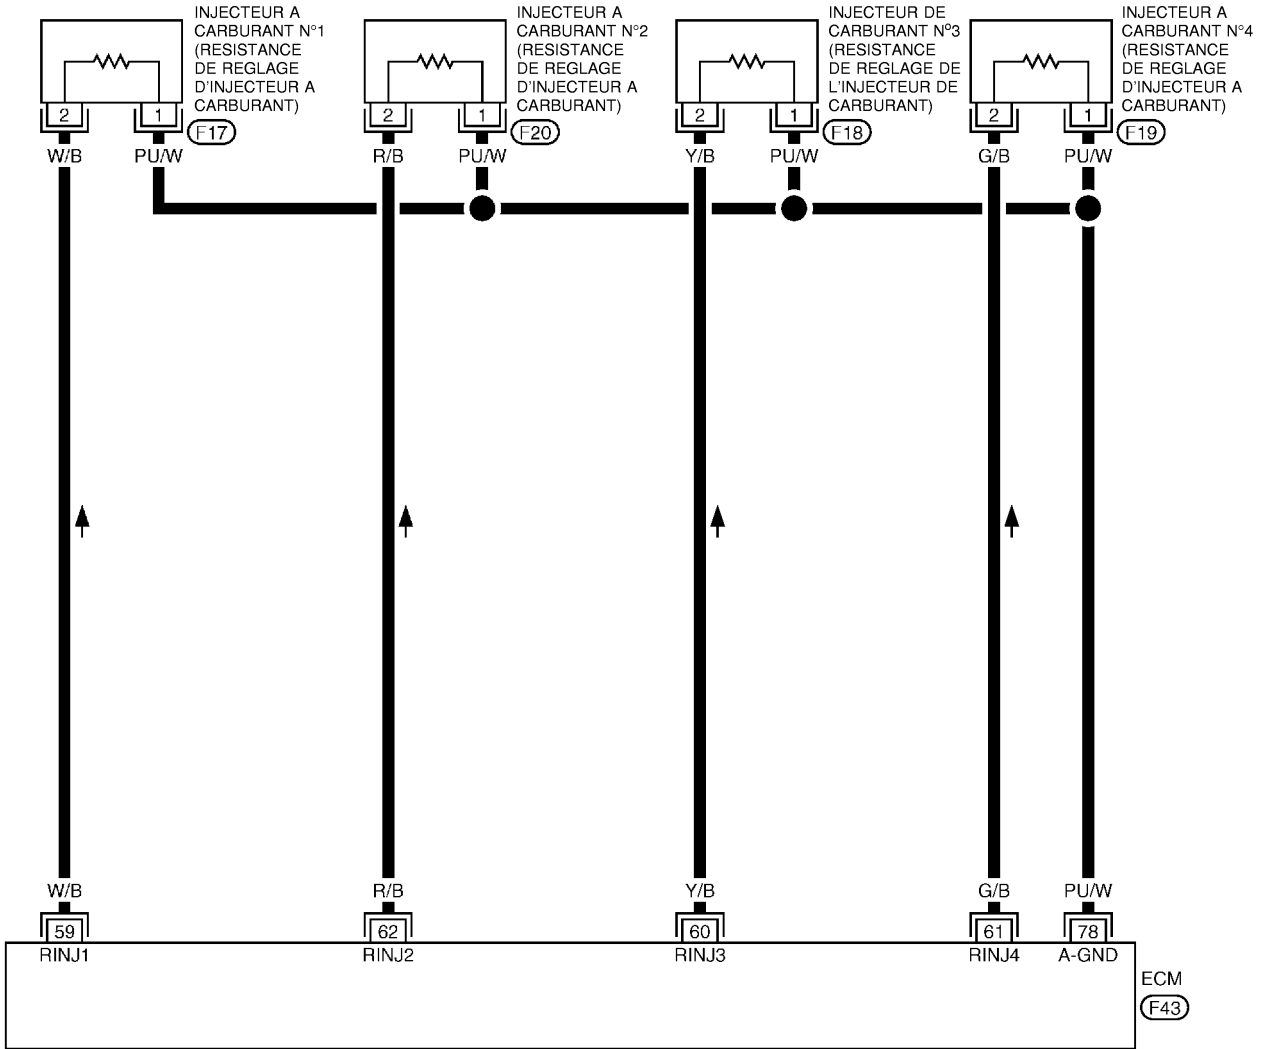 INJECTEUR A
CARBURANT N°1
(RESISTANCE
DE REGLAGE
D'INJECTEUR A
CARBURANT)
INJECTEUR A
CARBURANT N°2
(RESISTANCE
DE REGLAGE
D'INJECTEUR A
CARBURANT)
INJECTEUR DE
CARBURANT Nº3
(RESISTANCE
DE REGLAGE DE
L'INJECTEUR DE
CARBURANT)
INJECTEUR A
CARBURANT N°4
(RESISTANCE
DE REGLAGE
D'INJECTEUR A
CARBURANT)
2 1 2 1 2 1 2 1
F17 F20 F18 F19
W/B PU/W R/B PU/W Y/B PU/W G/B PU/W
W/B R/B Y/B G/B PU/W
59 62 60 61 78
RINJ1 RINJ2 RINJ3 RINJ4 A-GND
ECM
F43